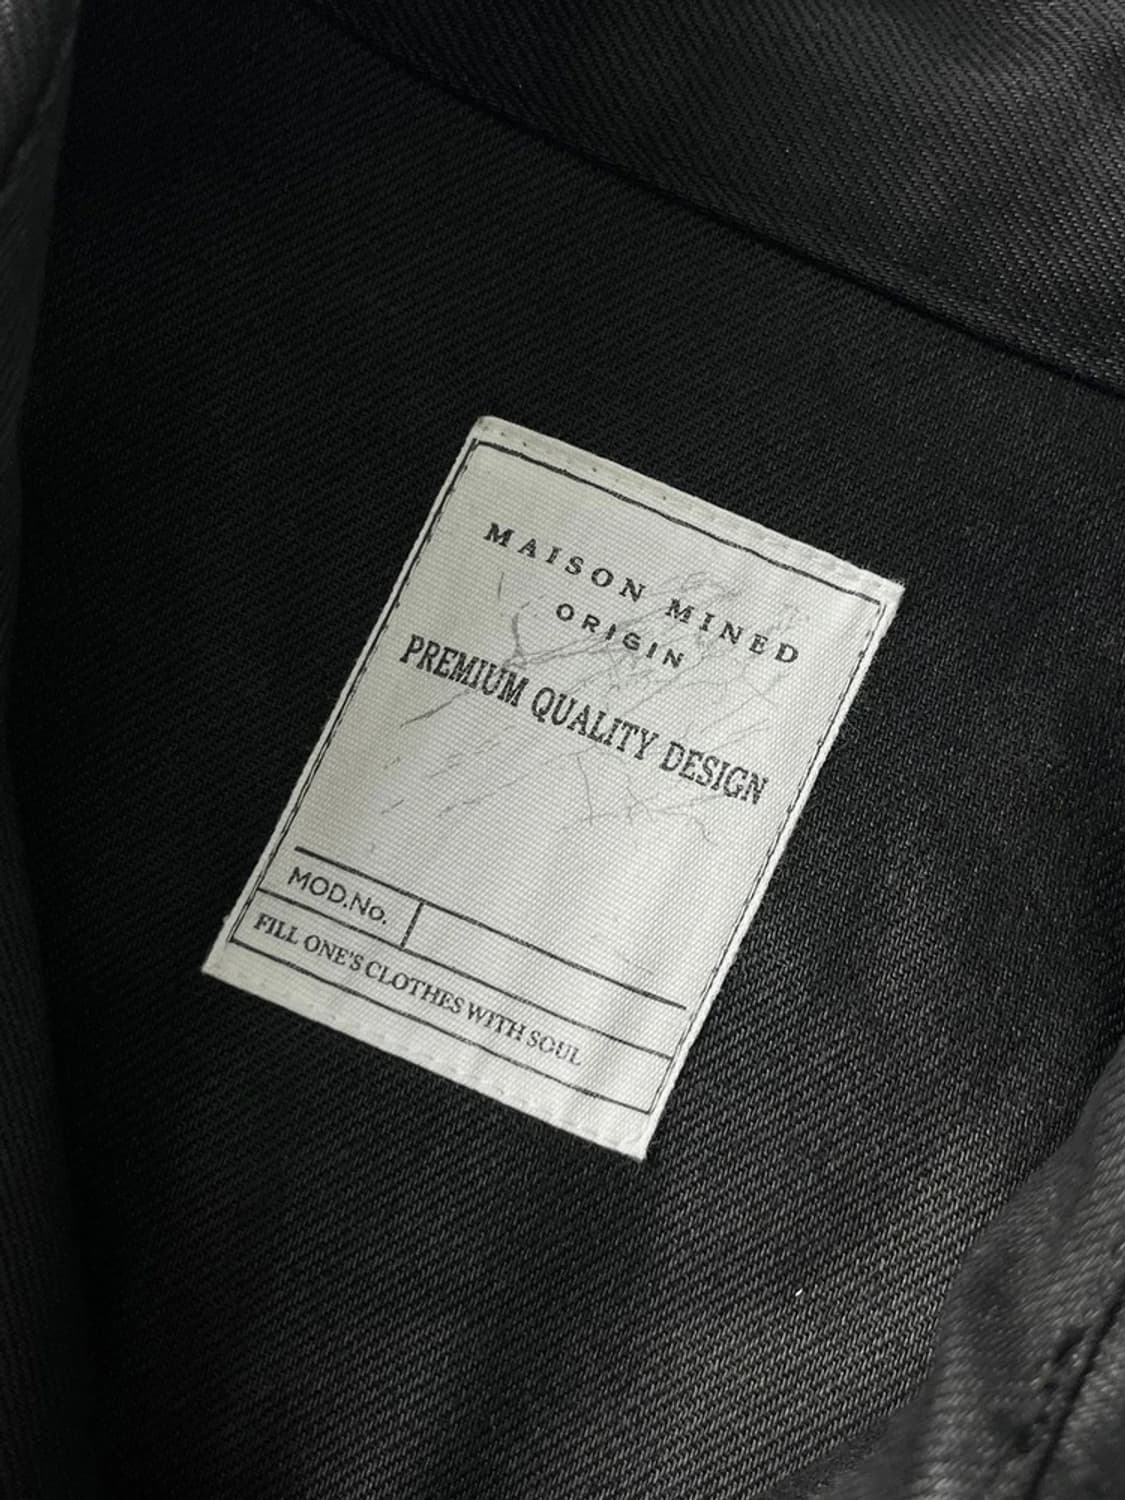 MAISON MINED
ORIGIN
PREMIUM QUALITY DESIGN
MOD.No.
FILL ONE'S CLOTHES WITH SOUL